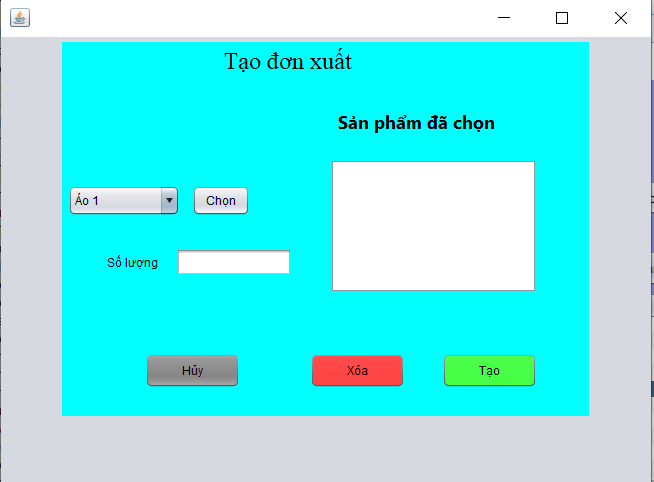 Tạo đơn xuất
Sản phẩm đã chọn
Áo 1
Chọn
Số lượng
Hủy
Xóa
Tạo